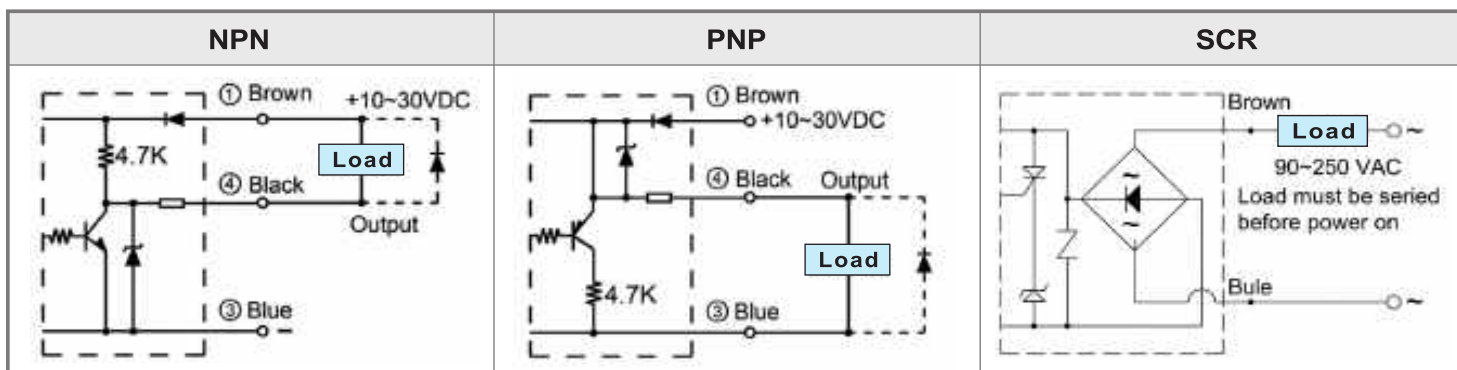 NPN
PNP
SCR
① Brown
+10~30VDC
4.7K
Load
④ Black
Output
③ Blue
–
① Brown
+10~30VDC
④ Black
Output
Load
4.7K
③ Blue
Brown
Load
~
90~250 VAC
Load must be seried
before power on
~
~
Bule
~